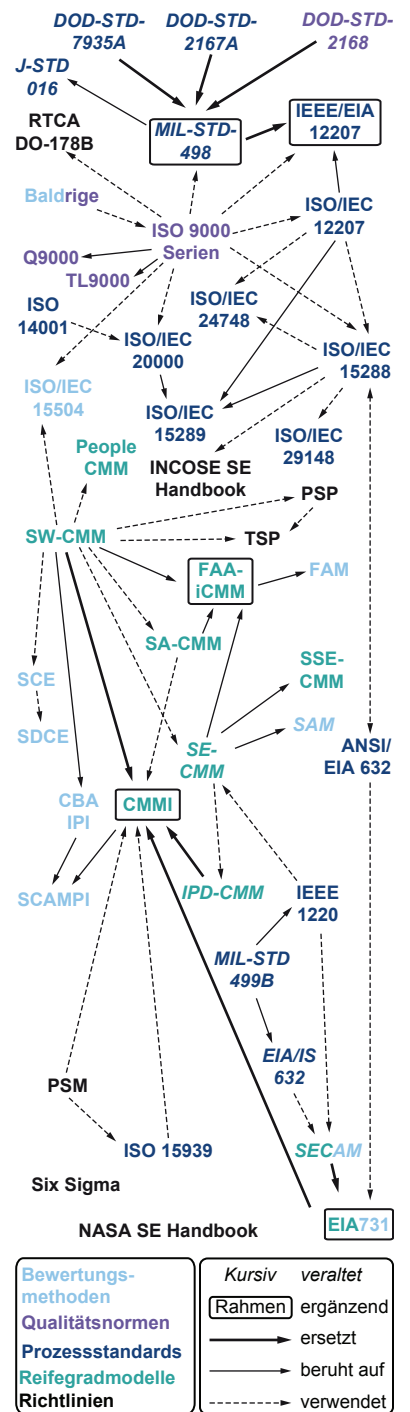 DOD-STD-
7935A
DOD-STD-
2167A
DOD-STD-
2168
J-STD
016
RTCA
DO-178B
MIL-STD-
498
IEEE/EIA
12207
Baldrige
ISO 9000
Serien
ISO/IEC
12207
Q9000
TL9000
ISO
14001
ISO/IEC
20000
ISO/IEC
24748
ISO/IEC
15288
ISO/IEC
15504
ISO/IEC
15289
ISO/IEC
29148
People
CMM
INCOSE SE
Handbook
PSP
SW-CMM
TSP
FAA-
iCMM
FAM
SA-CMM
SSE-
CMM
SCE
SDCE
SE-
CMM
SAM
ANSI/
EIA 632
CBA
IPI
CMMI
SCAMPI
IPD-CMM
IEEE
1220
MIL-STD
499B
EIA/IS
632
PSM
ISO 15939
SECAM
Six Sigma
NASA SE Handbook
EIA731
Bewertungs-
methoden
Qualitätsnormen
Prozessstandards
Reifegradmodelle
Richtlinien
Kursiv veraltet
Rahmen ergänzend
ersetzt
beruht auf
verwendet